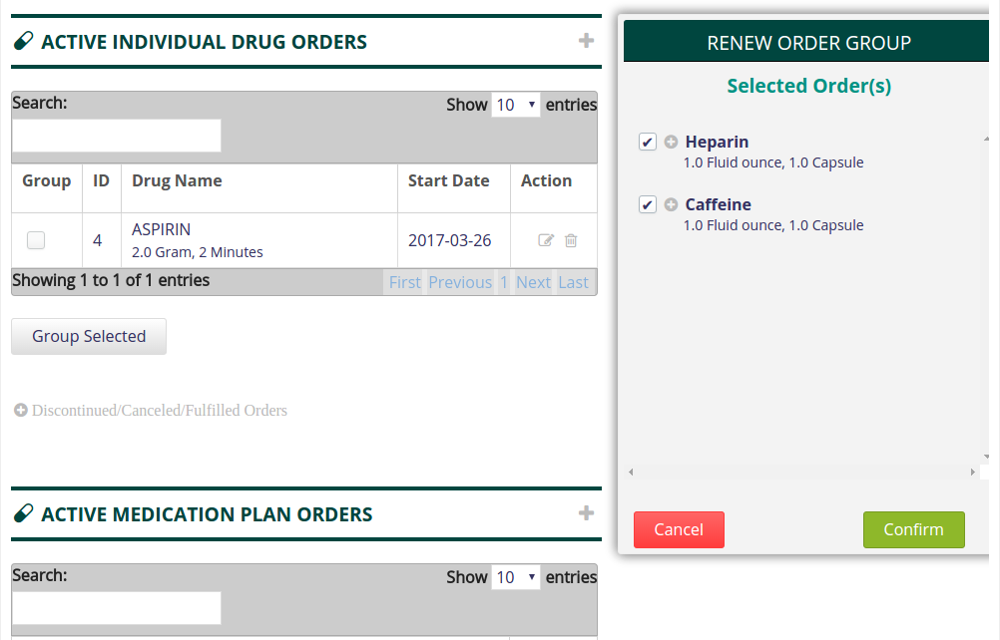 ACTIVE INDIVIDUAL DRUG ORDERS
Search:
Show 10 entries
Group ID Drug Name Start Date Action
4 ASPIRIN 2017-03-26
2.0 Gram, 2 Minutes
Showing 1 to 1 of 1 entries
First Previous 1 Next Last
Group Selected
Discontinued/Canceled/Fulfilled Orders
ACTIVE MEDICATION PLAN ORDERS
Search:
Show 10 entries
RENEW ORDER GROUP
Selected Order(s)
Heparin
1.0 Fluid ounce, 1.0 Capsule
Caffeine
1.0 Fluid ounce, 1.0 Capsule
Cancel
Confirm